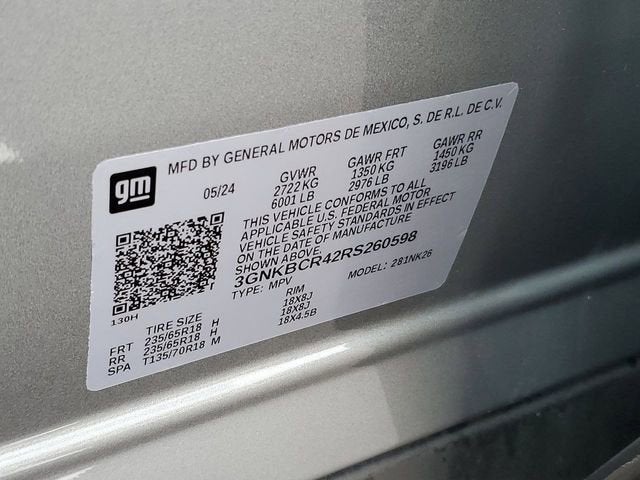 gm
MFD BY GENERAL MOTORS DE MEXICO, S. DE R.L. DE C.V.
05/24 GVWR GAWR FRT GAWR RR
2722 KG 1350 KG 1450 KG
6001 LB 2976 LB 3196 LB
THIS VEHICLE CONFORMS TO ALL
APPLICABLE U.S. FEDERAL MOTOR
VEHICLE SAFETY STANDARDS IN EFFECT
ON THE DATE OF MANUFACTURE
SHOWN ABOVE.
3GNKBCR42RS260598
TYPE: MPV MODEL: 281NK26
130H
TIRE SIZE RIM
FRT 235/65R18 H 18X8J
RR 235/65R18 H 18X8J
SPA T135/70R18 M 18X4.5B